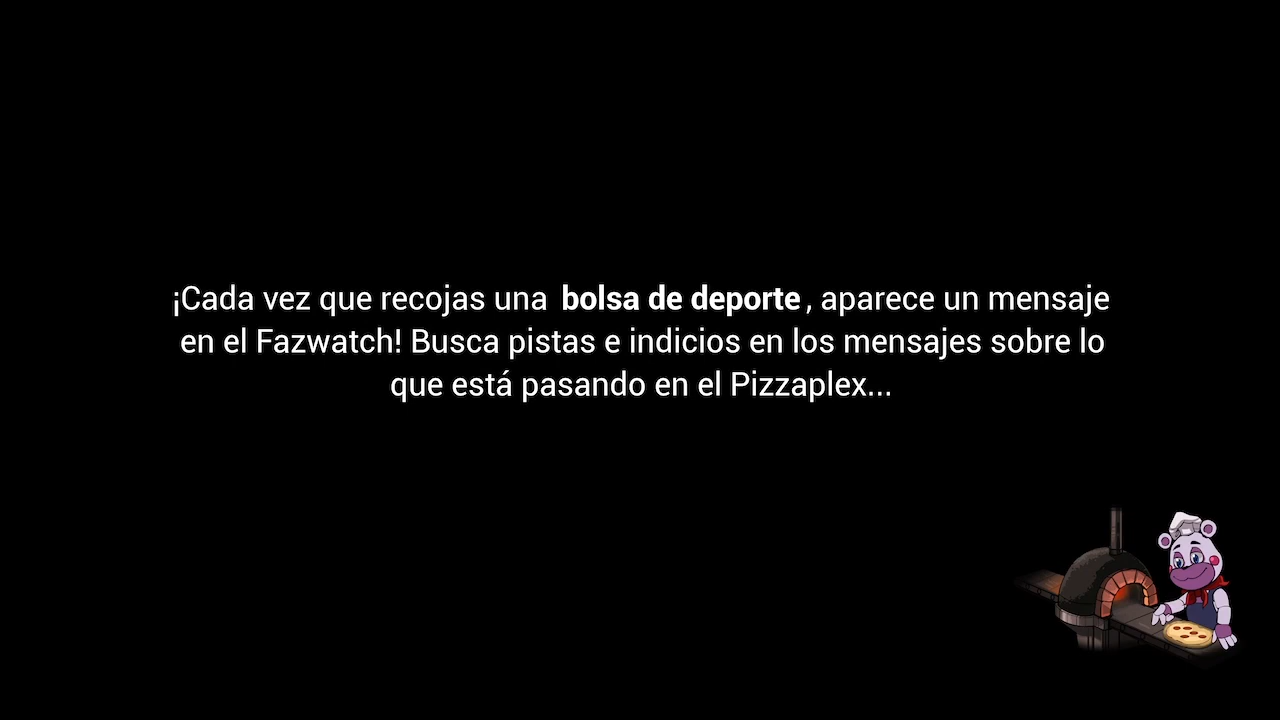 ¡Cada vez que recojas una bolsa de deporte, aparece un mensaje
en el Fazwatch! Busca pistas e indicios en los mensajes sobre lo
que está pasando en el Pizzaplex...